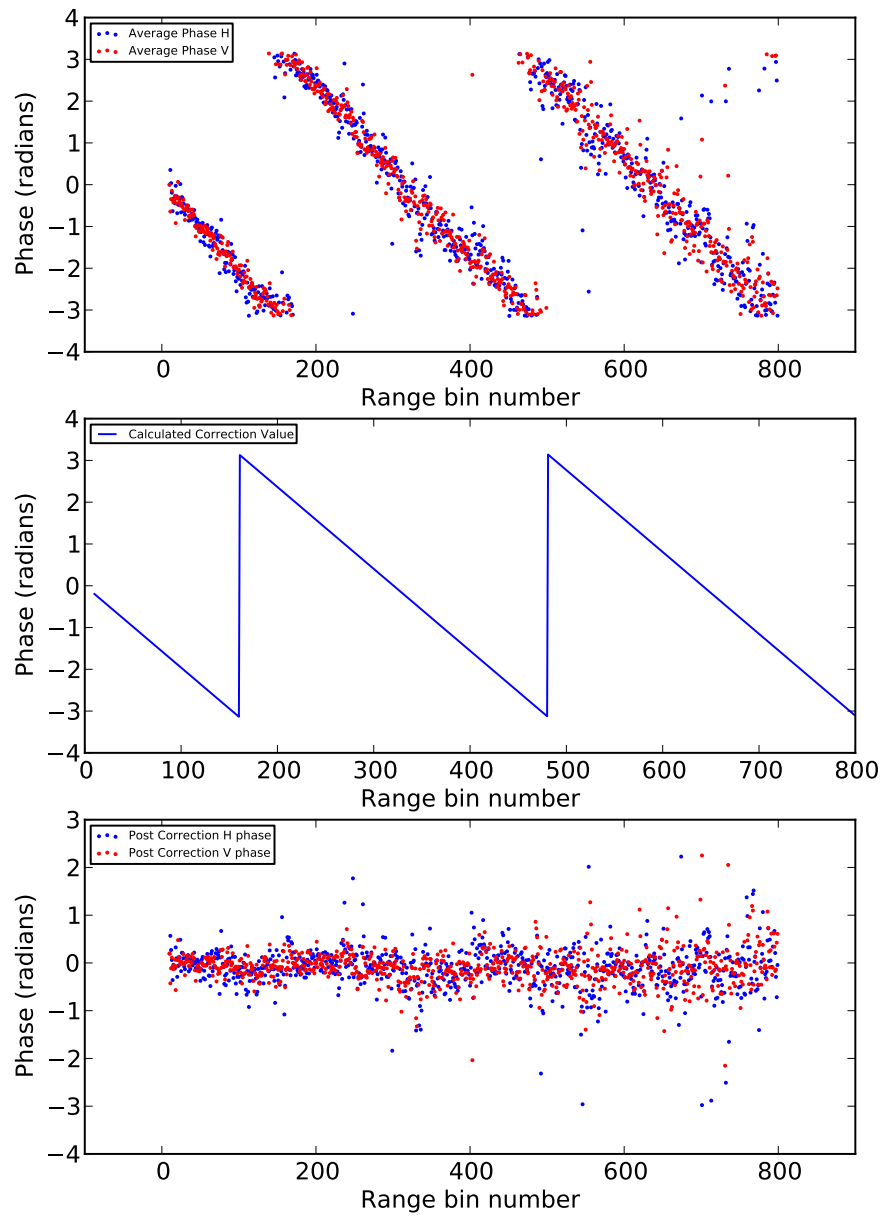 4
3
2
1
0
−1
−2
−3
−4
Phase (radians)
Average Phase H
Average Phase V
0 200 400 600 800
Range bin number
4
3
2
1
0
−1
−2
−3
−4
Phase (radians)
Calculated Correction Value
0 100 200 300 400 500 600 700 800
Range bin number
3
2
1
0
−1
−2
−3
−4
Phase (radians)
Post Correction H phase
Post Correction V phase
0 200 400 600 800
Range bin number